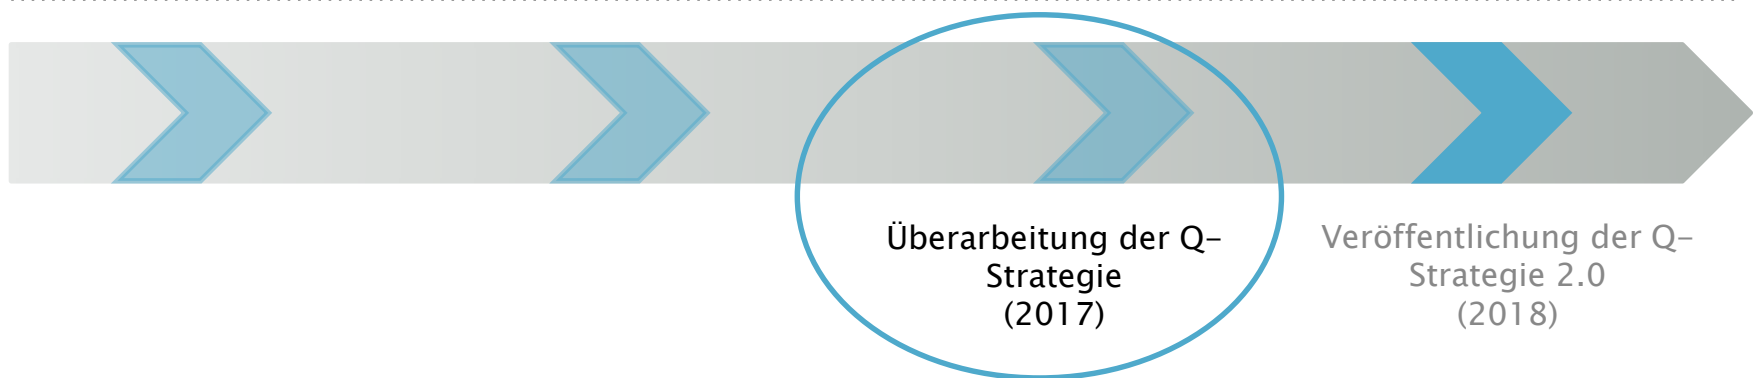 Überarbeitung der Q-
Strategie
(2017)
Veröffentlichung der Q-
Strategie 2.0
(2018)